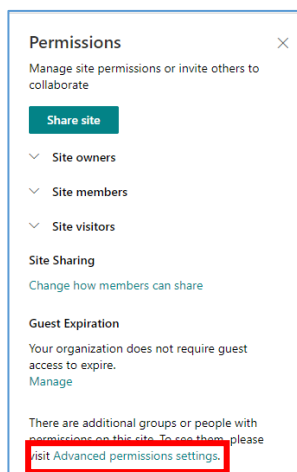 Permissions
Manage site permissions or invite others to
collaborate
Share site
Site owners
Site members
Site visitors
Site Sharing
Change how members can share
Guest Expiration
Your organization does not require guest
access to expire.
Manage
There are additional groups or people with
permissions on this site. To see them, please
visit Advanced permissions settings.